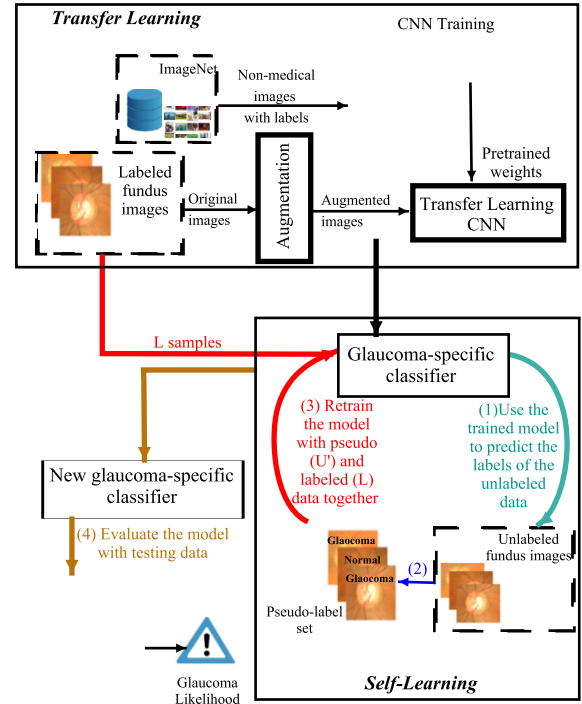 Transfer Learning
CNN Training
ImageNet
Non-medical
images
with labels
Labeled
fundus
images
Original
images
Augmentation
Augmented
images
Pretrained
weights
Transfer Learning
CNN
L samples
Glaucoma-specific
classifier
(3) Retrain
the model
with pseudo
(U') and
labeled (L)
data together
(1)Use the
trained model
to predict the
labels of the
unlabeled
data
New glaucoma-specific
classifier
(4) Evaluate the model
with testing data
Unlabeled
fundus images
Glaocoma
Normal
Glaocoma
(2)
Pseudo-label
set
Glaucoma
Likelihood
Self-Learning